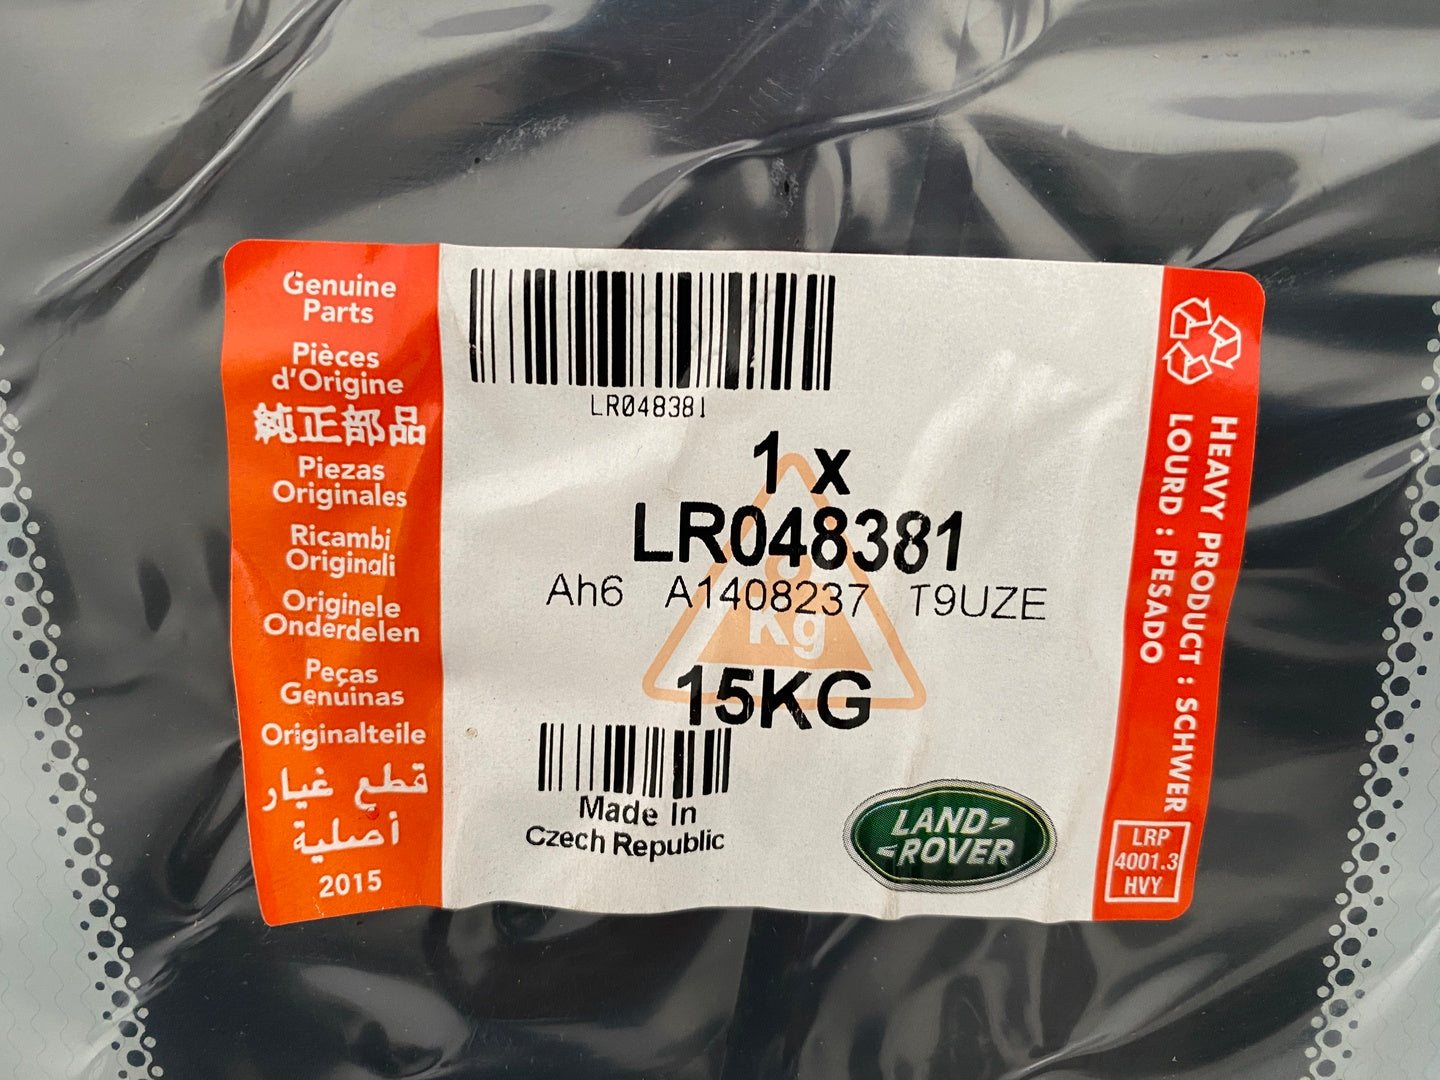 Genuine
Parts
Pièces
d'Origine
純正部品
Piezas
Originales
Ricambi
Originali
Originele
Onderdelen
Peças
Genuinas
Originalteile
قطع غيار
أصلية
2015
LR048381
1 x
LR048381
Ah6 A1408237 T9UZE
Kg
15KG
Made In
Czech Republic
LAND-
-ROVER
HEAVY PRODUCT : SCHWER
LOURD : PESADO
LRP
4001.3
HVY